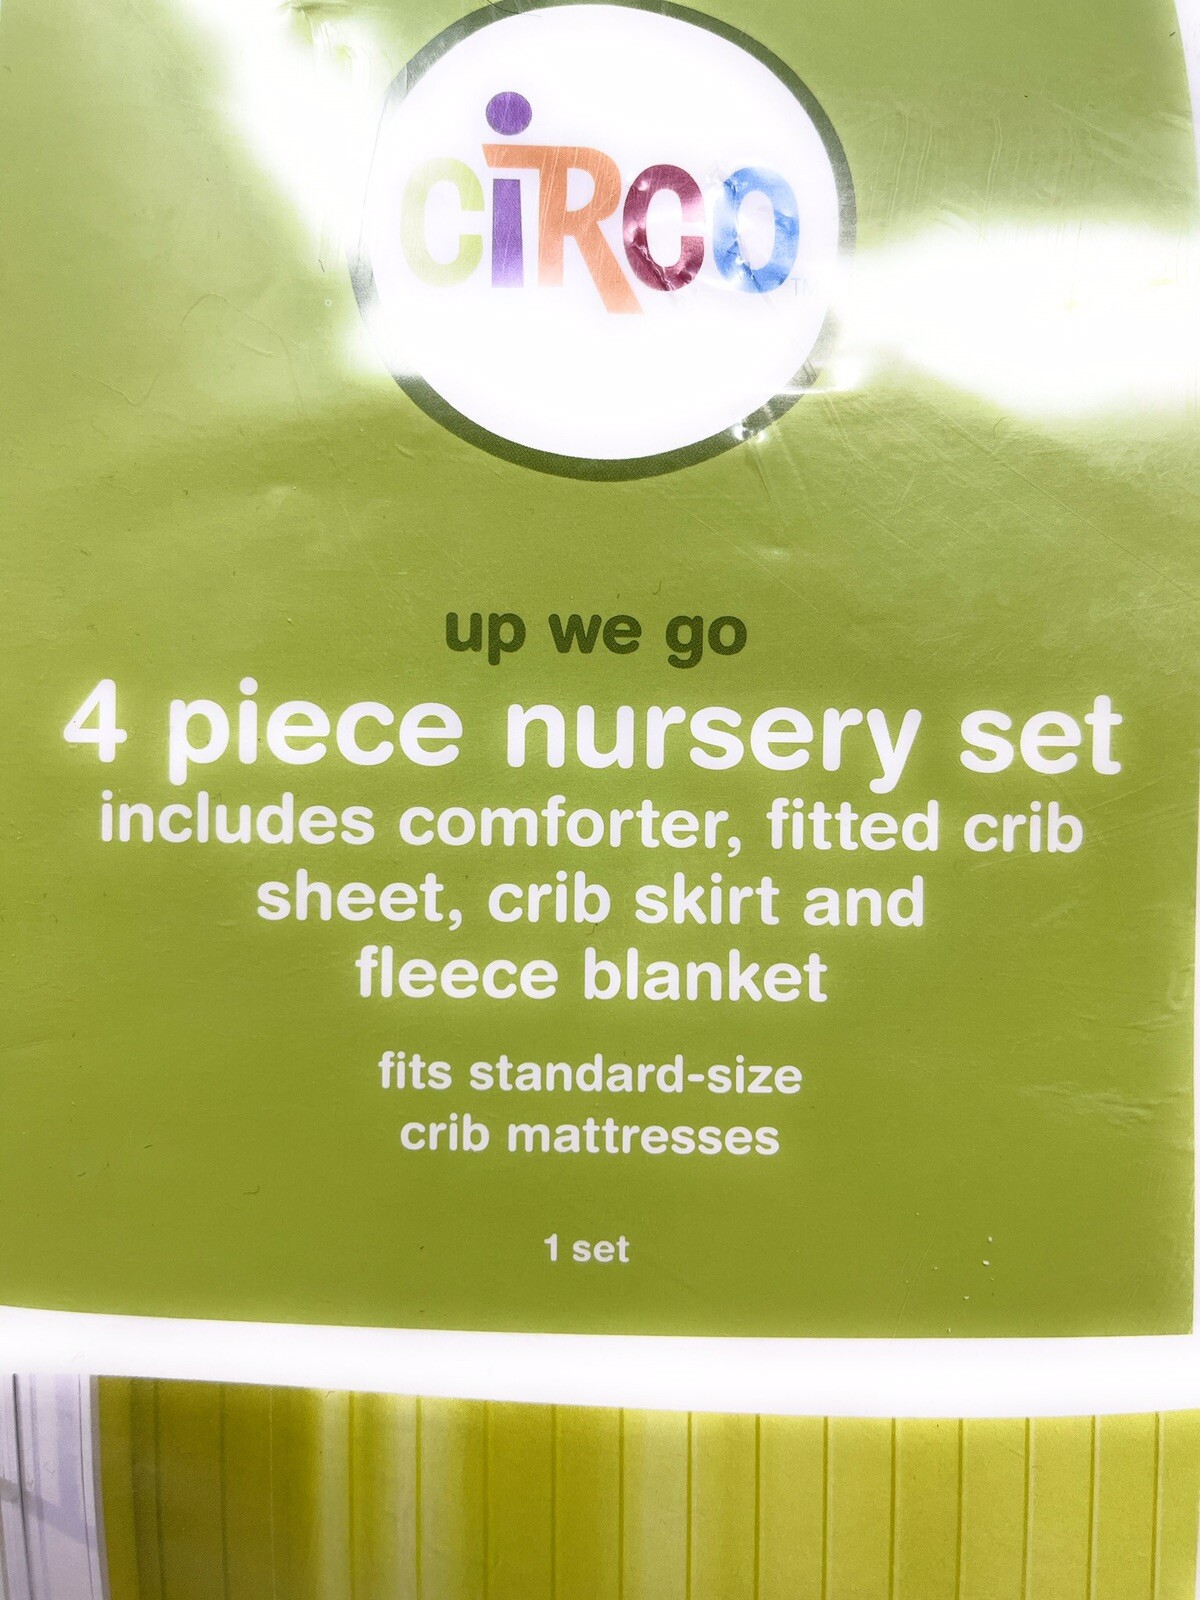 ciRco TM
up we go
4 piece nursery set
includes comforter, fitted crib
sheet, crib skirt and
fleece blanket
fits standard-size
crib mattresses
1 set